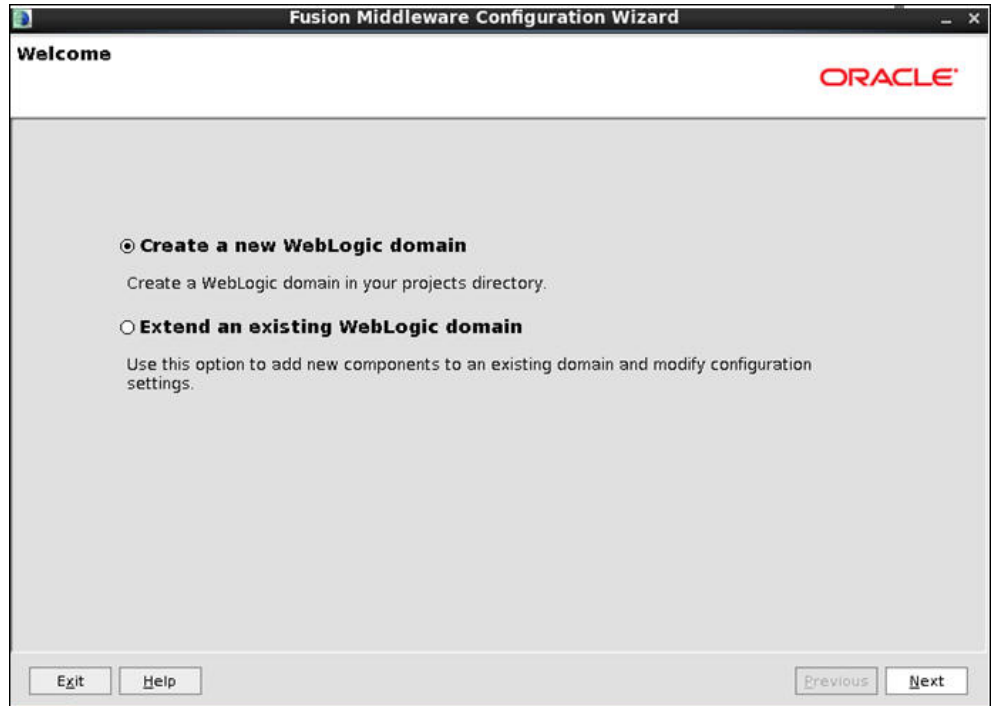 Fusion Middleware Configuration Wizard
Welcome
ORACLE
Create a new WebLogic domain
Create a WebLogic domain in your projects directory.
Extend an existing WebLogic domain
Use this option to add new components to an existing domain and modify configuration
settings.
Exit
Help
Previous
Next